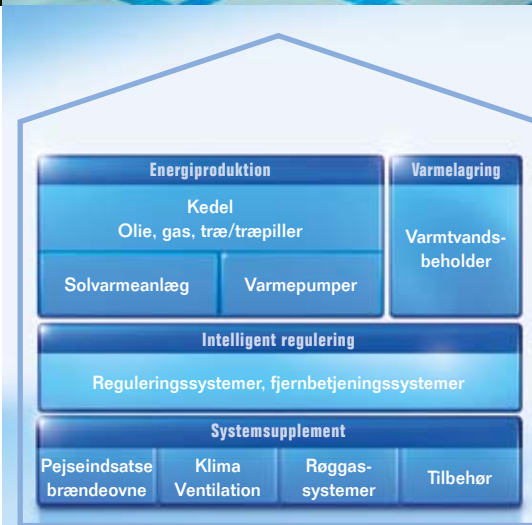 Energiproduktion
Kedel
Olie, gas, træ/træpiller
Solvarmeanlæg
Varmepumper
Varmelagring
Varmtvands-
beholder
Intelligent regulering
Reguleringssystemer, fjernbetjeningssystemer
Systemsupplement
Pejseindsatse
brændeovne
Klima
Ventilation
Røggas-
systemer
Tilbehør